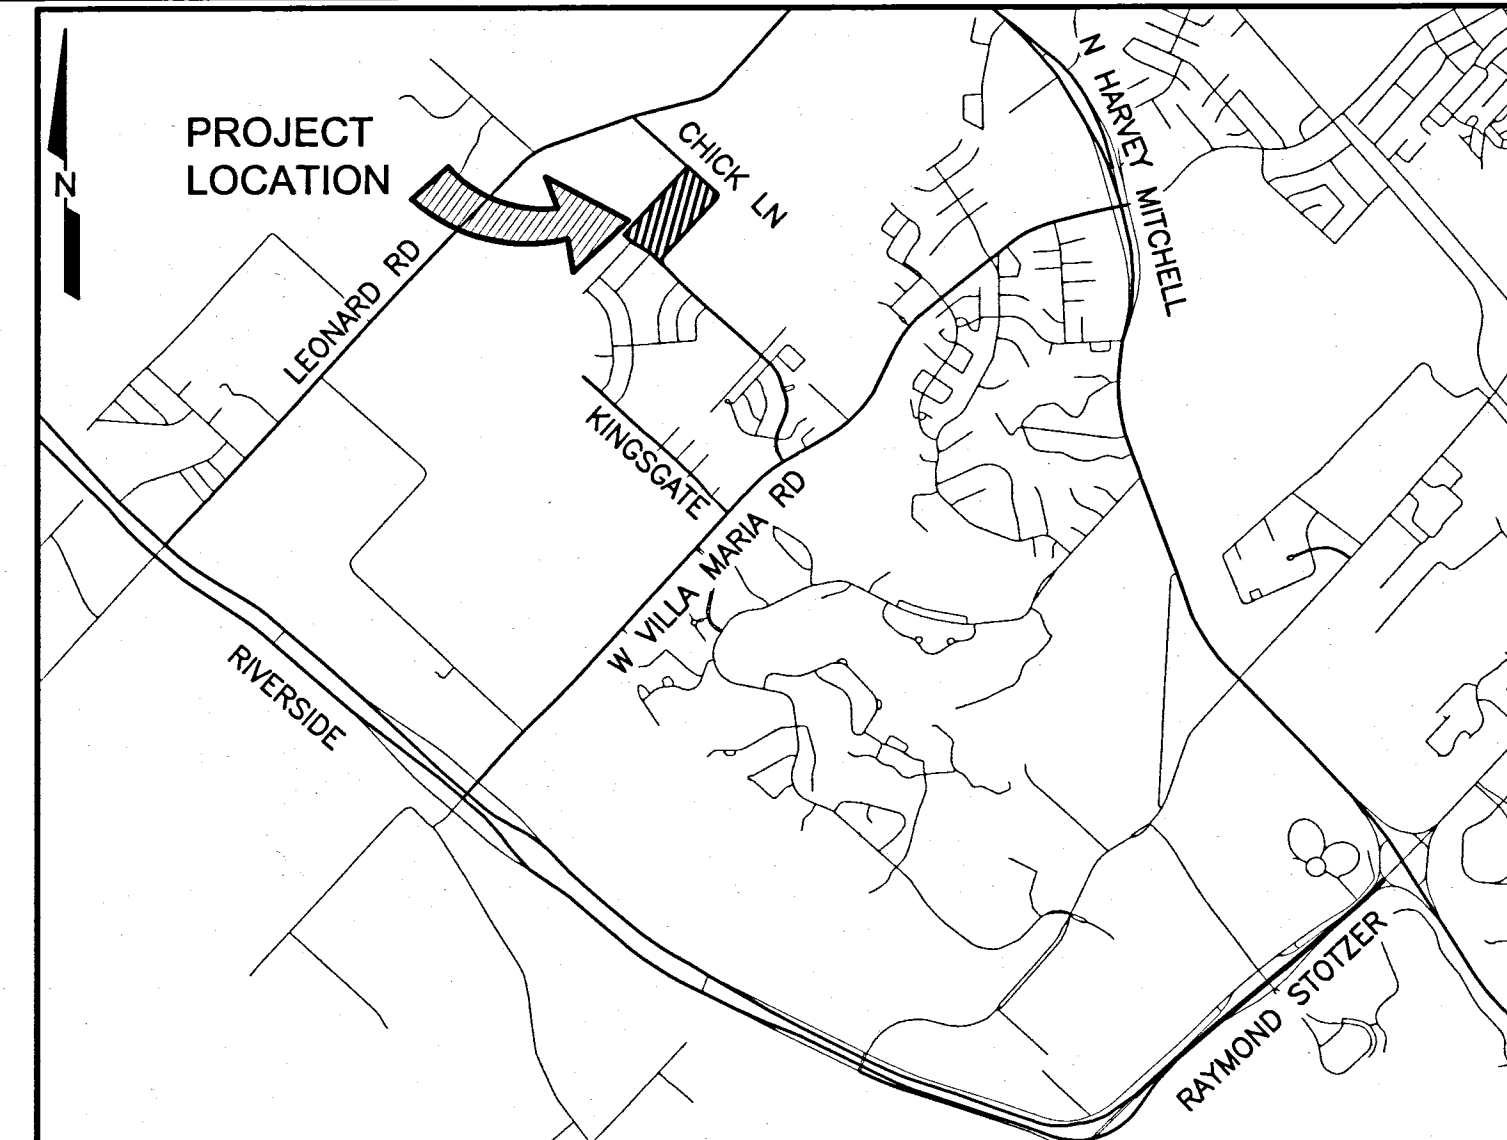 PROJECT
LOCATION
N
CHICK LN
N HARVEY MITCHELL
LEONARD RD
KINGSGATE
W VILLA MARIA RD
RIVERSIDE
RAYMOND STOTZER